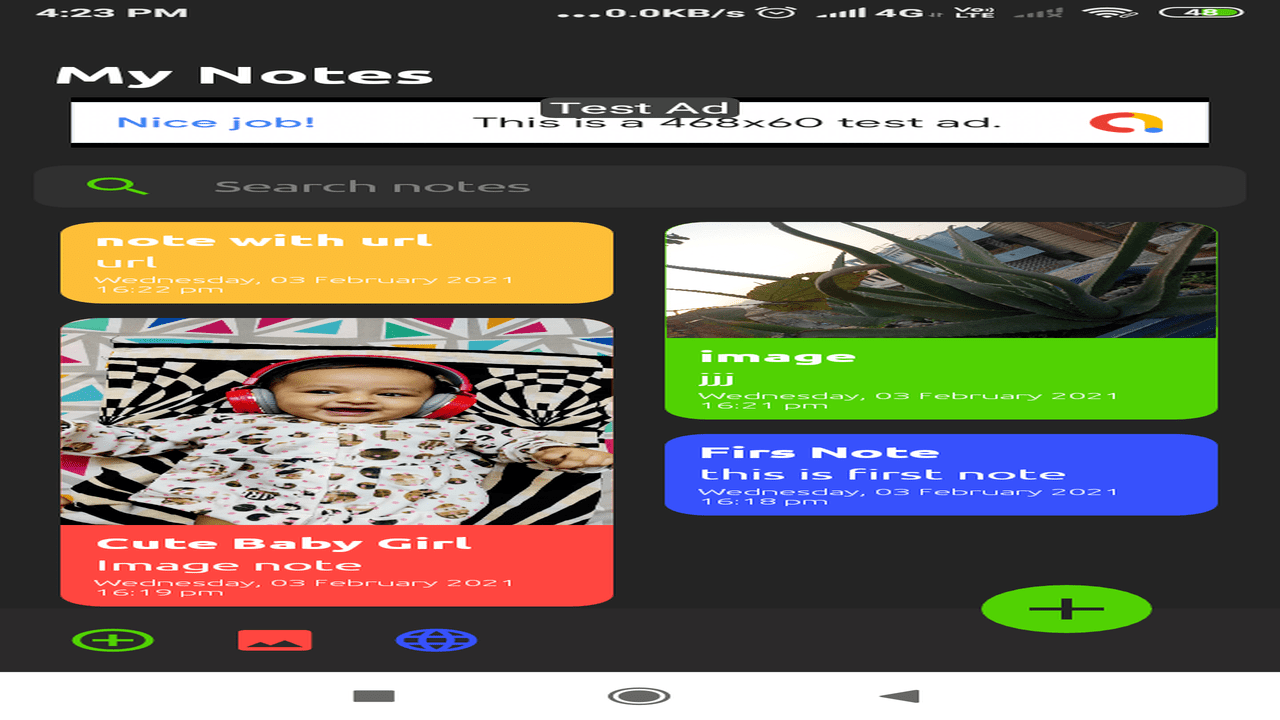 4:23 PM
...0.0KB/s 4G Vo)) LTE 48
My Notes
Test Ad
Nice job! This is a 468x60 test ad.
Search notes
note with url
url
Wednesday, 03 February 2021
16:22 pm
Cute Baby Girl
Image note
Wednesday, 03 February 2021
16:19 pm
image
jjj
Wednesday, 03 February 2021
16:21 pm
Firs Note
this is first note
Wednesday, 03 February 2021
16:18 pm